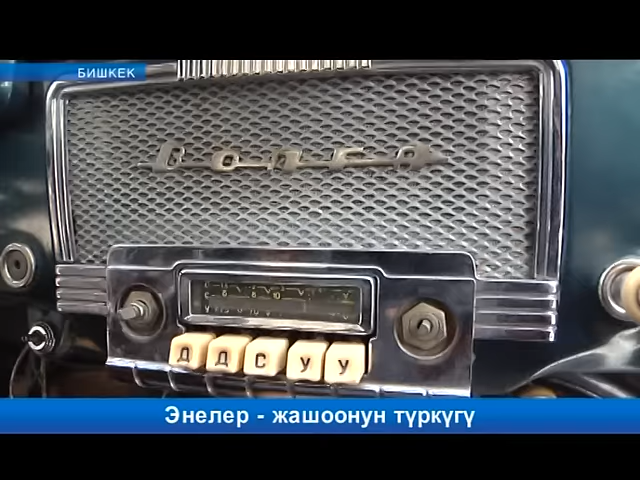 БИШКЕК
Волга
Д Д С У У
Энелер - жашоонун түркүгү